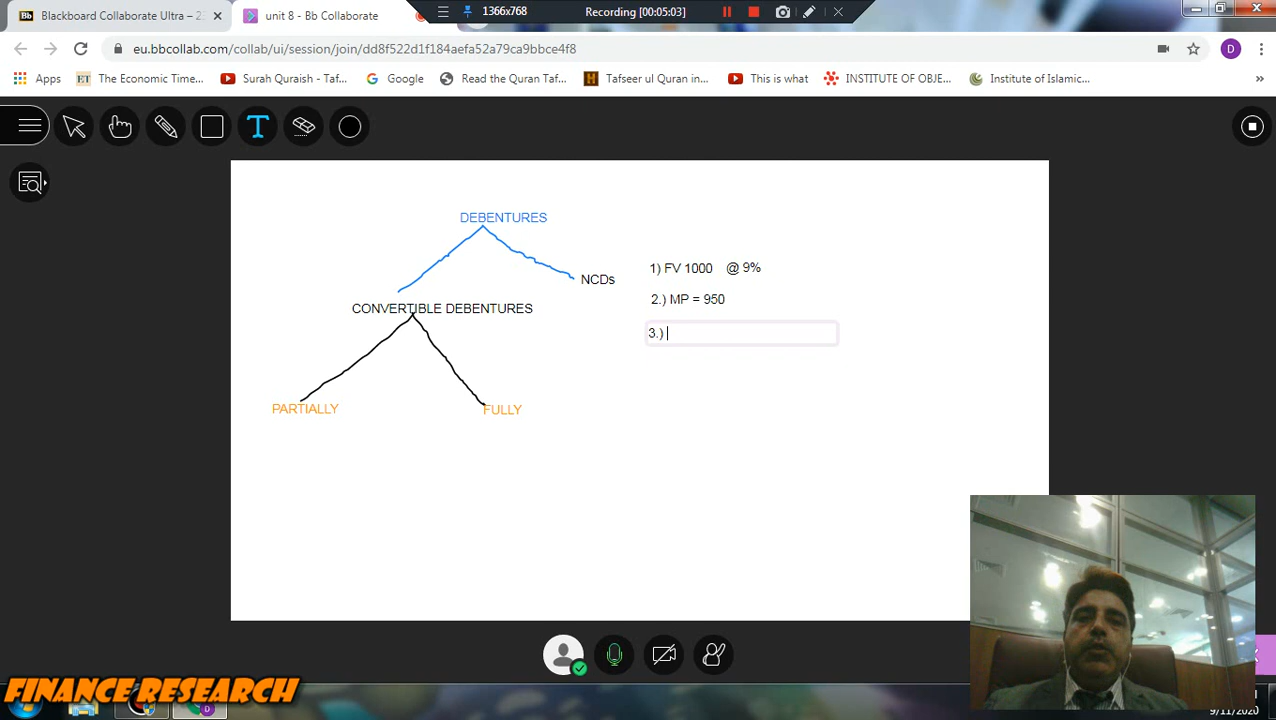 Blackboard Collaborate Ultra – 2
unit 8 - Bb Collaborate
1366x768
Recording [00:05:03]
eu.bbcollab.com/collab/ui/session/join/dd8f522d1f184aefa52a79ca9bbce4f8
D
Apps
The Economic Time...
Surah Quraish - Taf...
Google
Read the Quran Taf...
Tafseer ul Quran in...
This is what
INSTITUTE OF OBJE...
Institute of Islamic...
»
T
DEBENTURES
NCDs
CONVERTIBLE DEBENTURES
PARTIALLY
FULLY
1) FV 1000 @ 9%
2.) MP = 950
3.)
FINANCE RESEARCH
9/11/2020